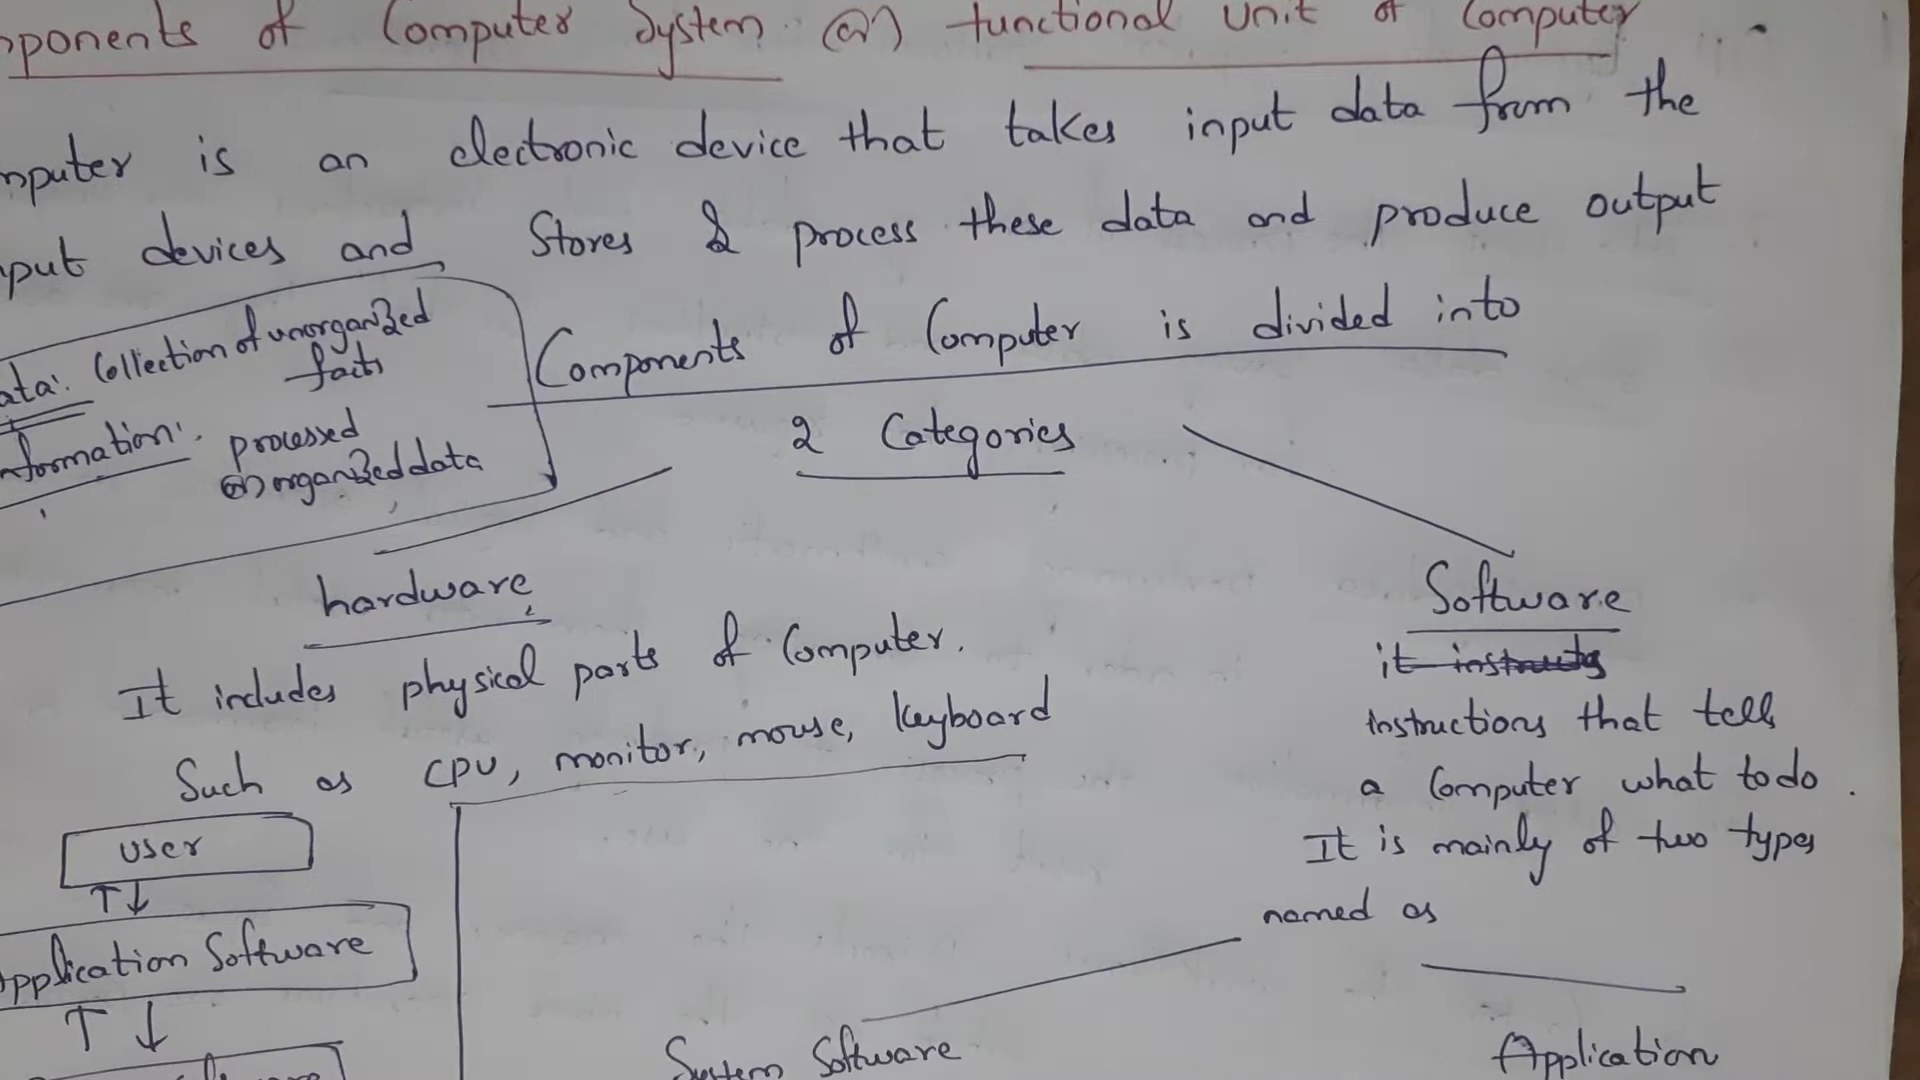 ponents of Computer System (or) functional unit of Computer
mputer is an electronic device that takes input data from the
put devices and Stores & process these data and produce output
ata: Collection of unorganized
facts
nformation: processed
(or) organized data
Components of Computer is divided into
2 Categories
hardware
It includes physical parts of Computer.
Such as CPU, monitor, mouse, keyboard
Software
it instructs
instructions that tells
a Computer what to do.
It is mainly of two types
named as
user
Application Software
System Software
Application